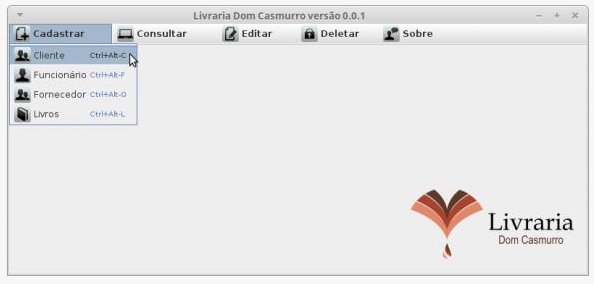 Livraria Dom Casmurro versão 0.0.1
Cadastrar Consultar Editar Deletar Sobre
Cliente Ctrl+Alt-C
Funcionário Ctrl+Alt-F
Fornecedor Ctrl+Alt-O
Livros Ctrl+Alt-L
Livraria
Dom Casmurro